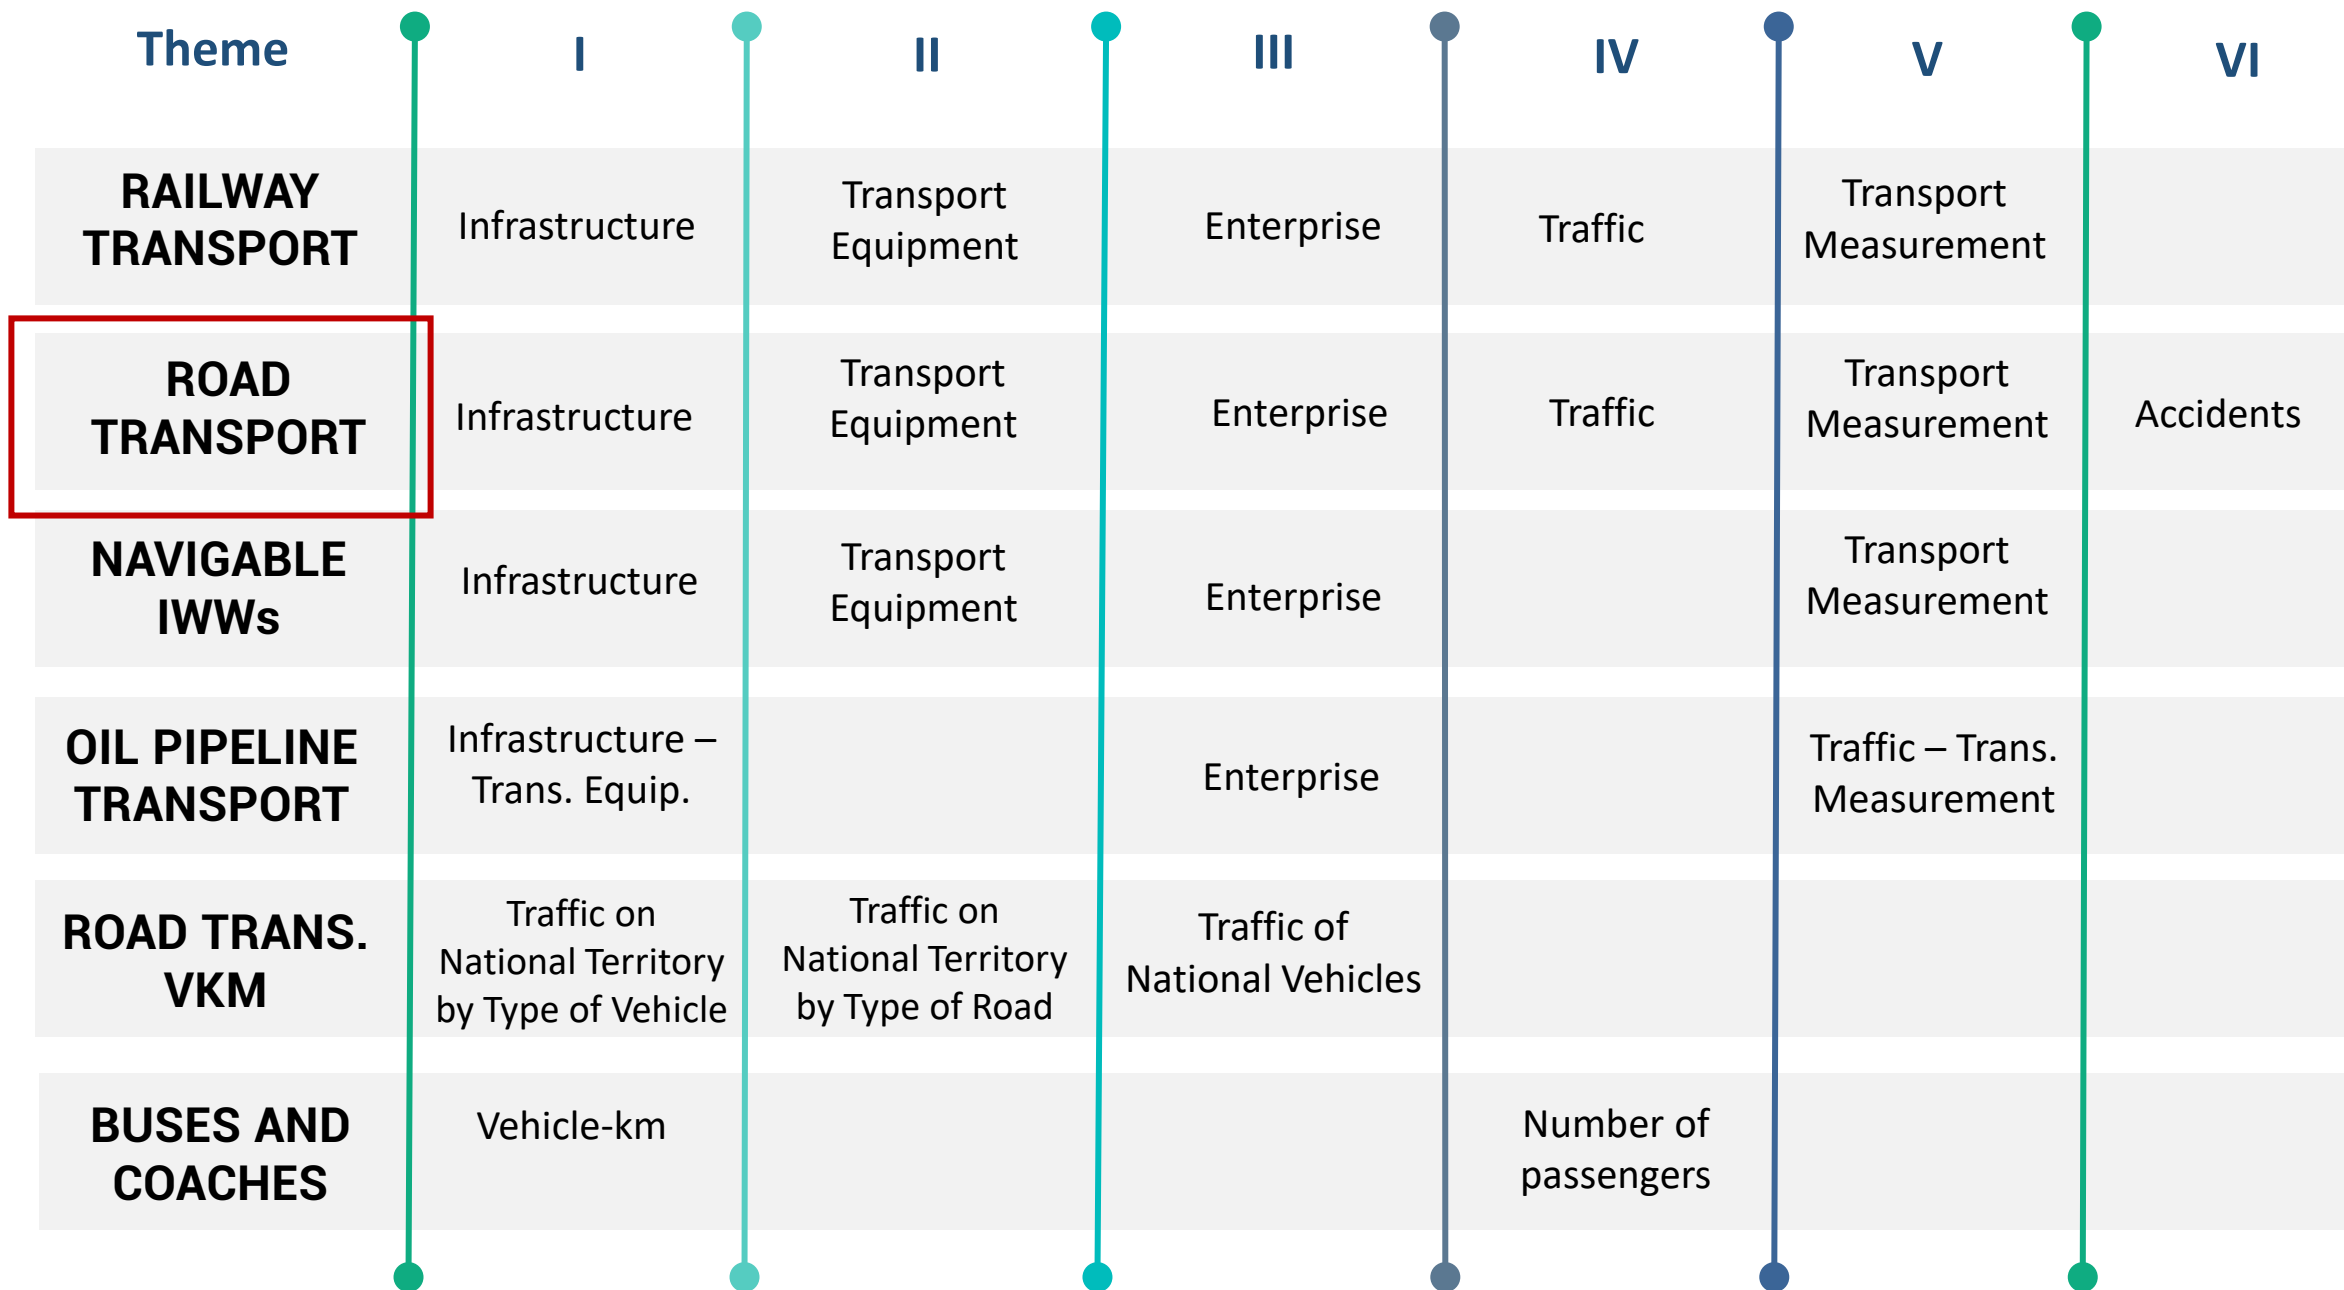 Theme
I
II
III
IV
V
VI
RAILWAY
TRANSPORT
Infrastructure
Transport
Equipment
Enterprise
Traffic
Transport
Measurement
ROAD
TRANSPORT
Infrastructure
Transport
Equipment
Enterprise
Traffic
Transport
Measurement
Accidents
NAVIGABLE
IWWs
Infrastructure
Transport
Equipment
Enterprise
Transport
Measurement
OIL PIPELINE
TRANSPORT
Infrastructure –
Trans. Equip.
Enterprise
Traffic – Trans.
Measurement
ROAD TRANS.
VKM
Traffic on
National Territory
by Type of Vehicle
Traffic on
National Territory
by Type of Road
Traffic of
National Vehicles
BUSES AND
COACHES
Vehicle-km
Number of
passengers